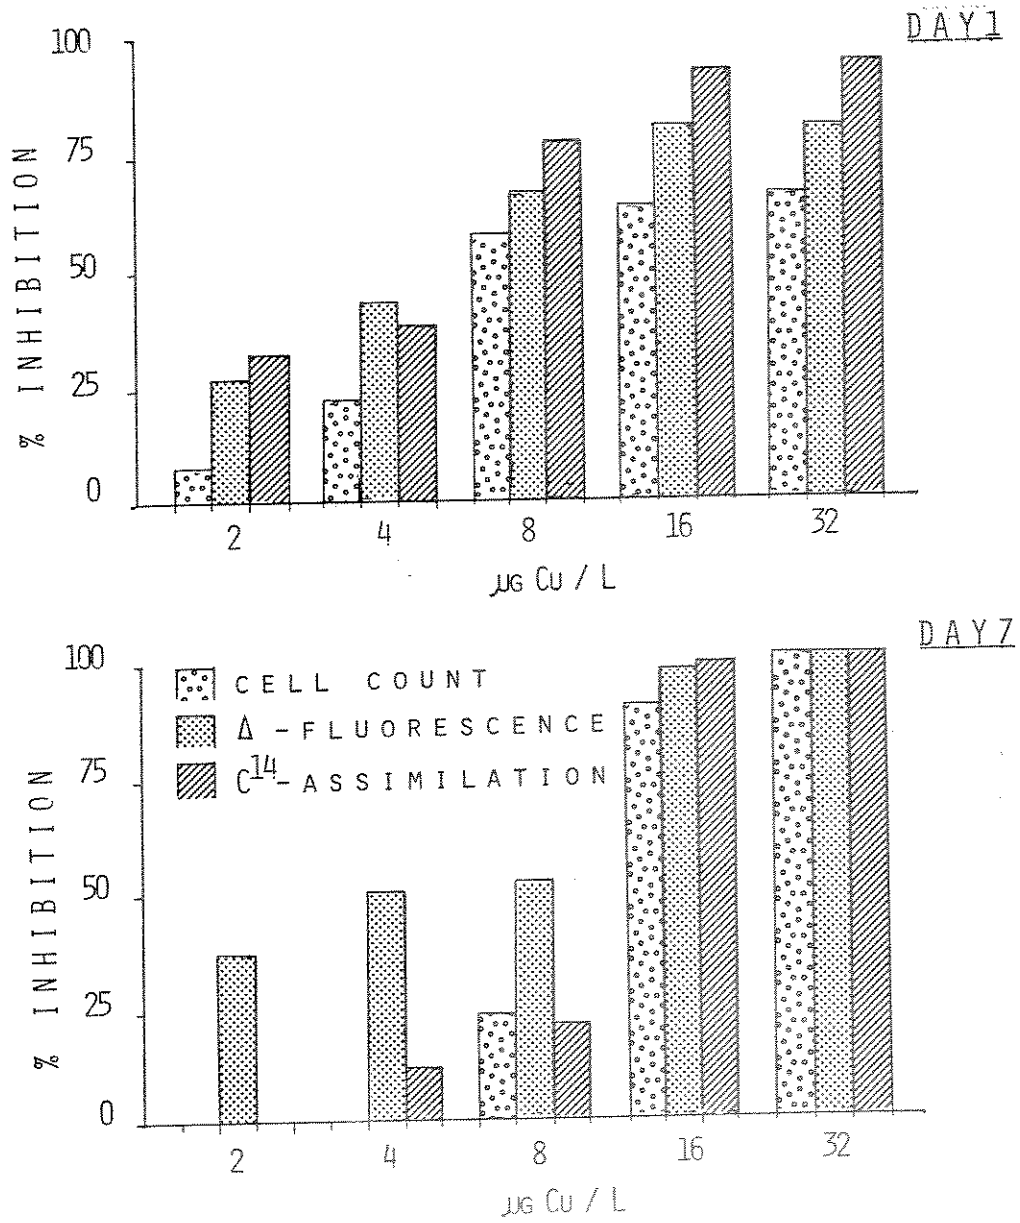 DAY1
100
75
50
25
0
% INHIBITION
2 4 8 16 32
µG CU / L
DAY7
100
75
50
25
0
% INHIBITION
CELL COUNT
Δ-FLUORESCENCE
C¹⁴-ASSIMILATION
2 4 8 16 32
µG CU / L